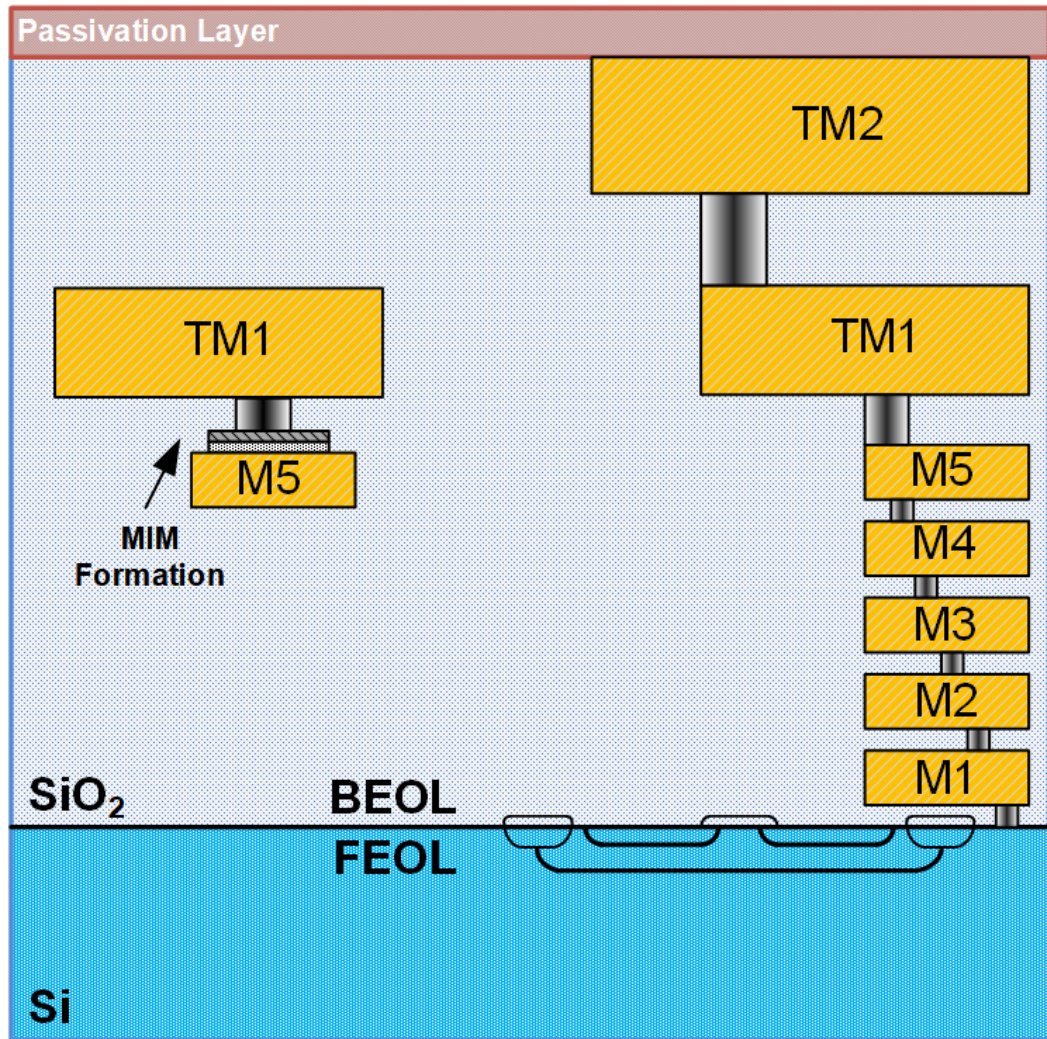 Passivation Layer
TM2
TM1
TM1
M5
M5
MIM
Formation
M4
M3
M2
M1
SiO₂
BEOL
FEOL
Si